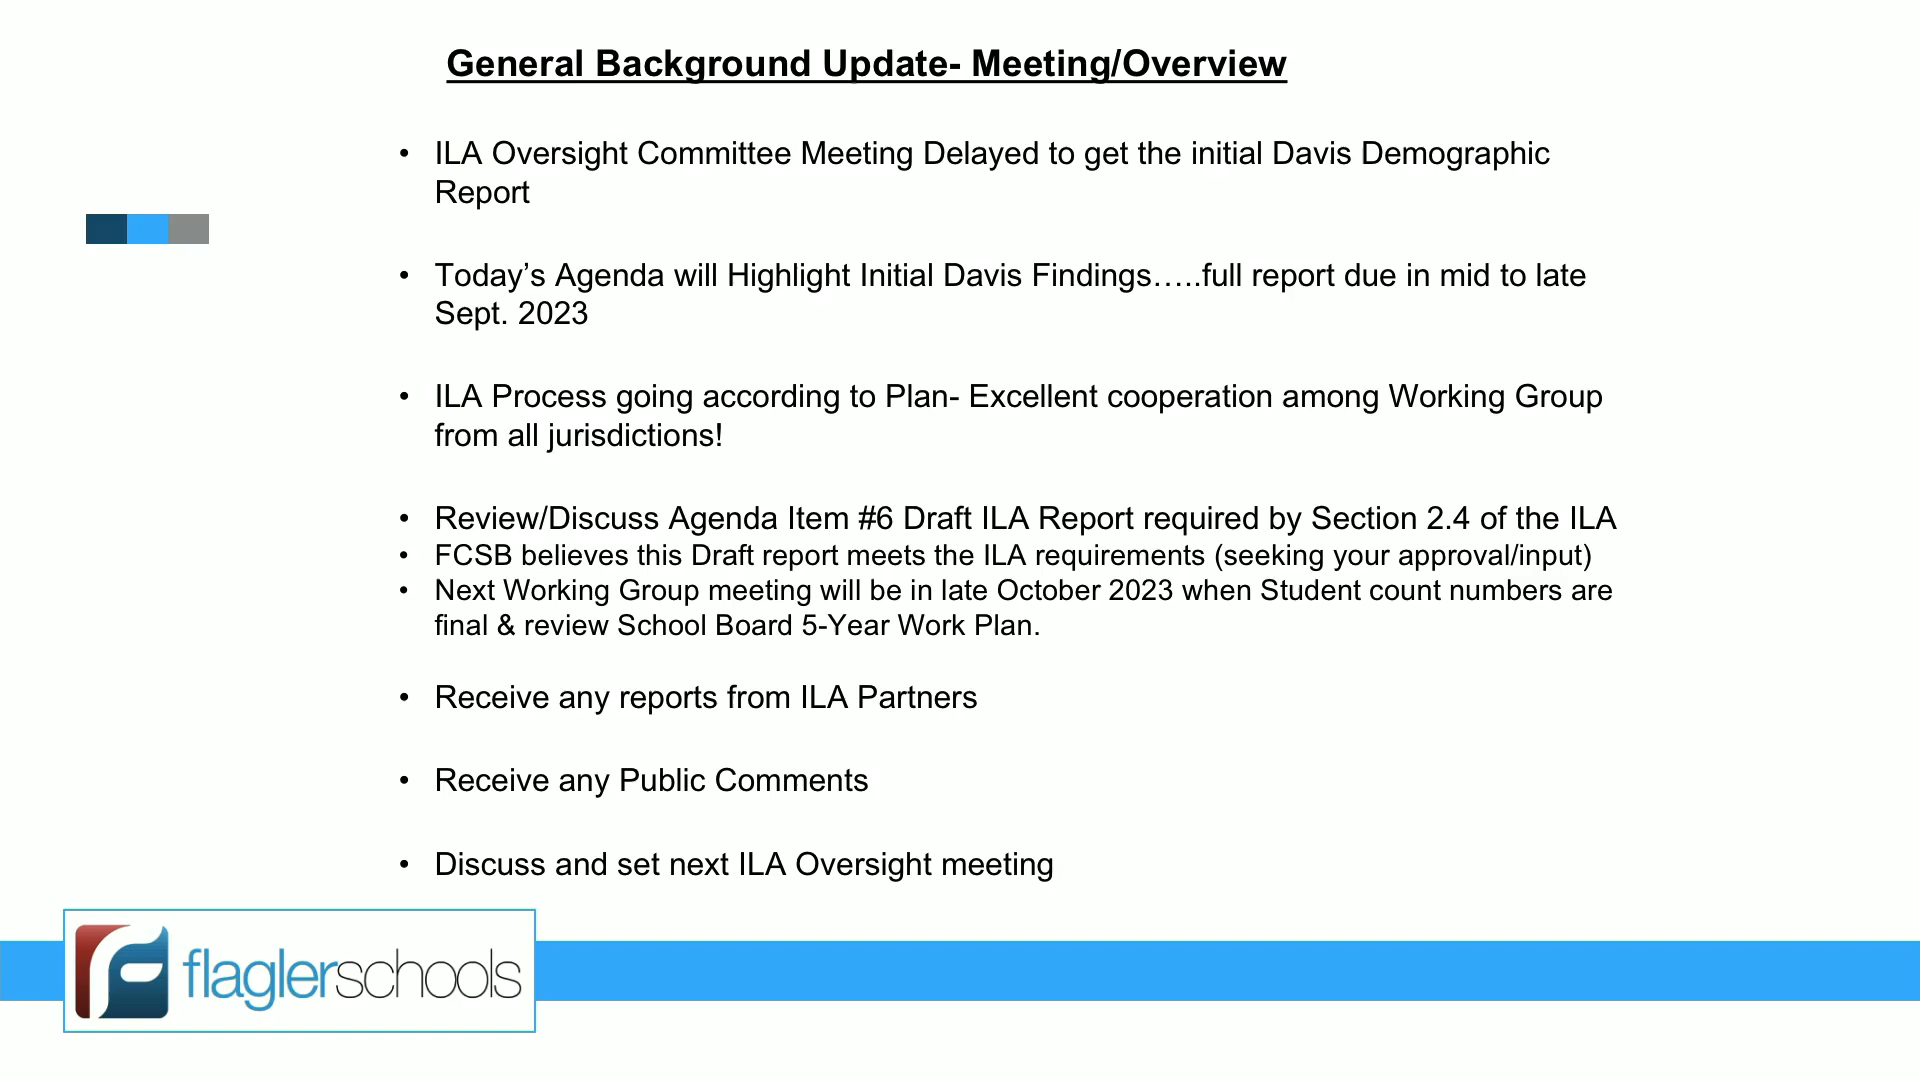 General Background Update- Meeting/Overview
• ILA Oversight Committee Meeting Delayed to get the initial Davis Demographic
Report
• Today’s Agenda will Highlight Initial Davis Findings…..full report due in mid to late
Sept. 2023
• ILA Process going according to Plan- Excellent cooperation among Working Group
from all jurisdictions!
• Review/Discuss Agenda Item #6 Draft ILA Report required by Section 2.4 of the ILA
• FCSB believes this Draft report meets the ILA requirements (seeking your approval/input)
• Next Working Group meeting will be in late October 2023 when Student count numbers are
final & review School Board 5-Year Work Plan.
• Receive any reports from ILA Partners
• Receive any Public Comments
• Discuss and set next ILA Oversight meeting
flaglerschools